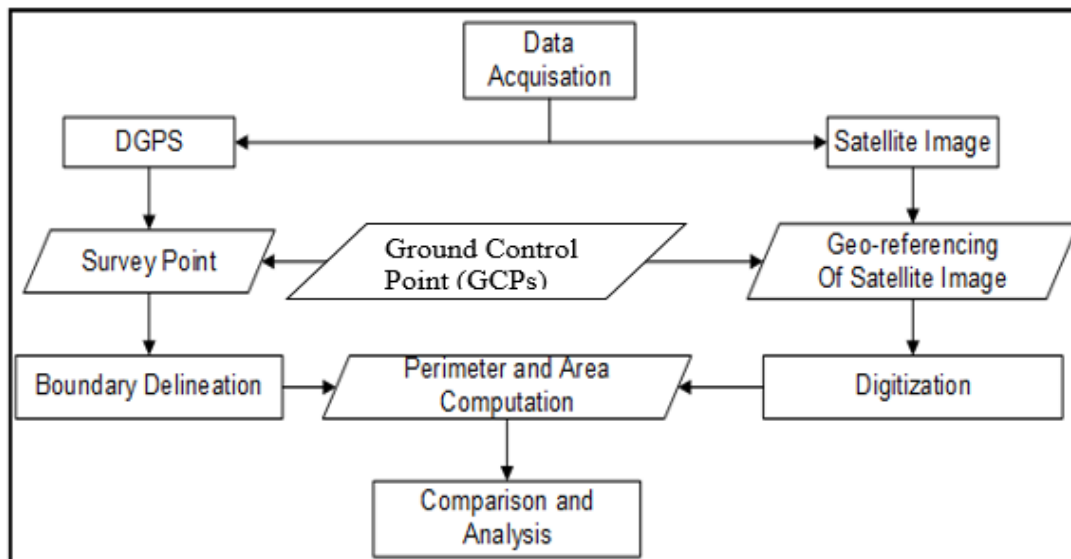 Data
Acquisation
DGPS
Satellite Image
Survey Point
Ground Control
Point (GCPs)
Geo-referencing
Of Satellite Image
Boundary Delineation
Perimeter and Area
Computation
Digitization
Comparison and
Analysis